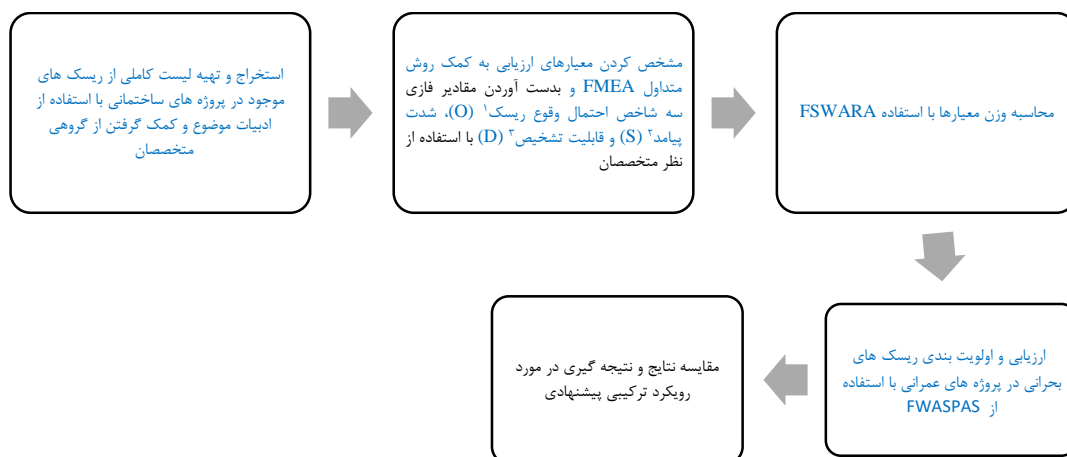 استخراج و تهیه لیست کاملی از ریسک های
موجود در پروژه های ساختمانی با استفاده از
ادبیات موضوع و کمک گرفتن از گروهی
متخصصان
مشخص کردن معیارهای ارزیابی به کمک روش
متداول FMEA و بدست آوردن مقادیر فازی
سه شاخص احتمال وقوع ریسک۱ (O)، شدت
پیامد۲ (S) و قابلیت تشخیص۳ (D) با استفاده از
نظر متخصصان
محاسبه وزن معیارها با استفاده FSWARA
ارزیابی و اولویت بندی ریسک های
بحرانی در پروژه های عمرانی با استفاده
از FWASPAS
مقایسه نتایج و نتیجه گیری در مورد
رویکرد ترکیبی پیشنهادی